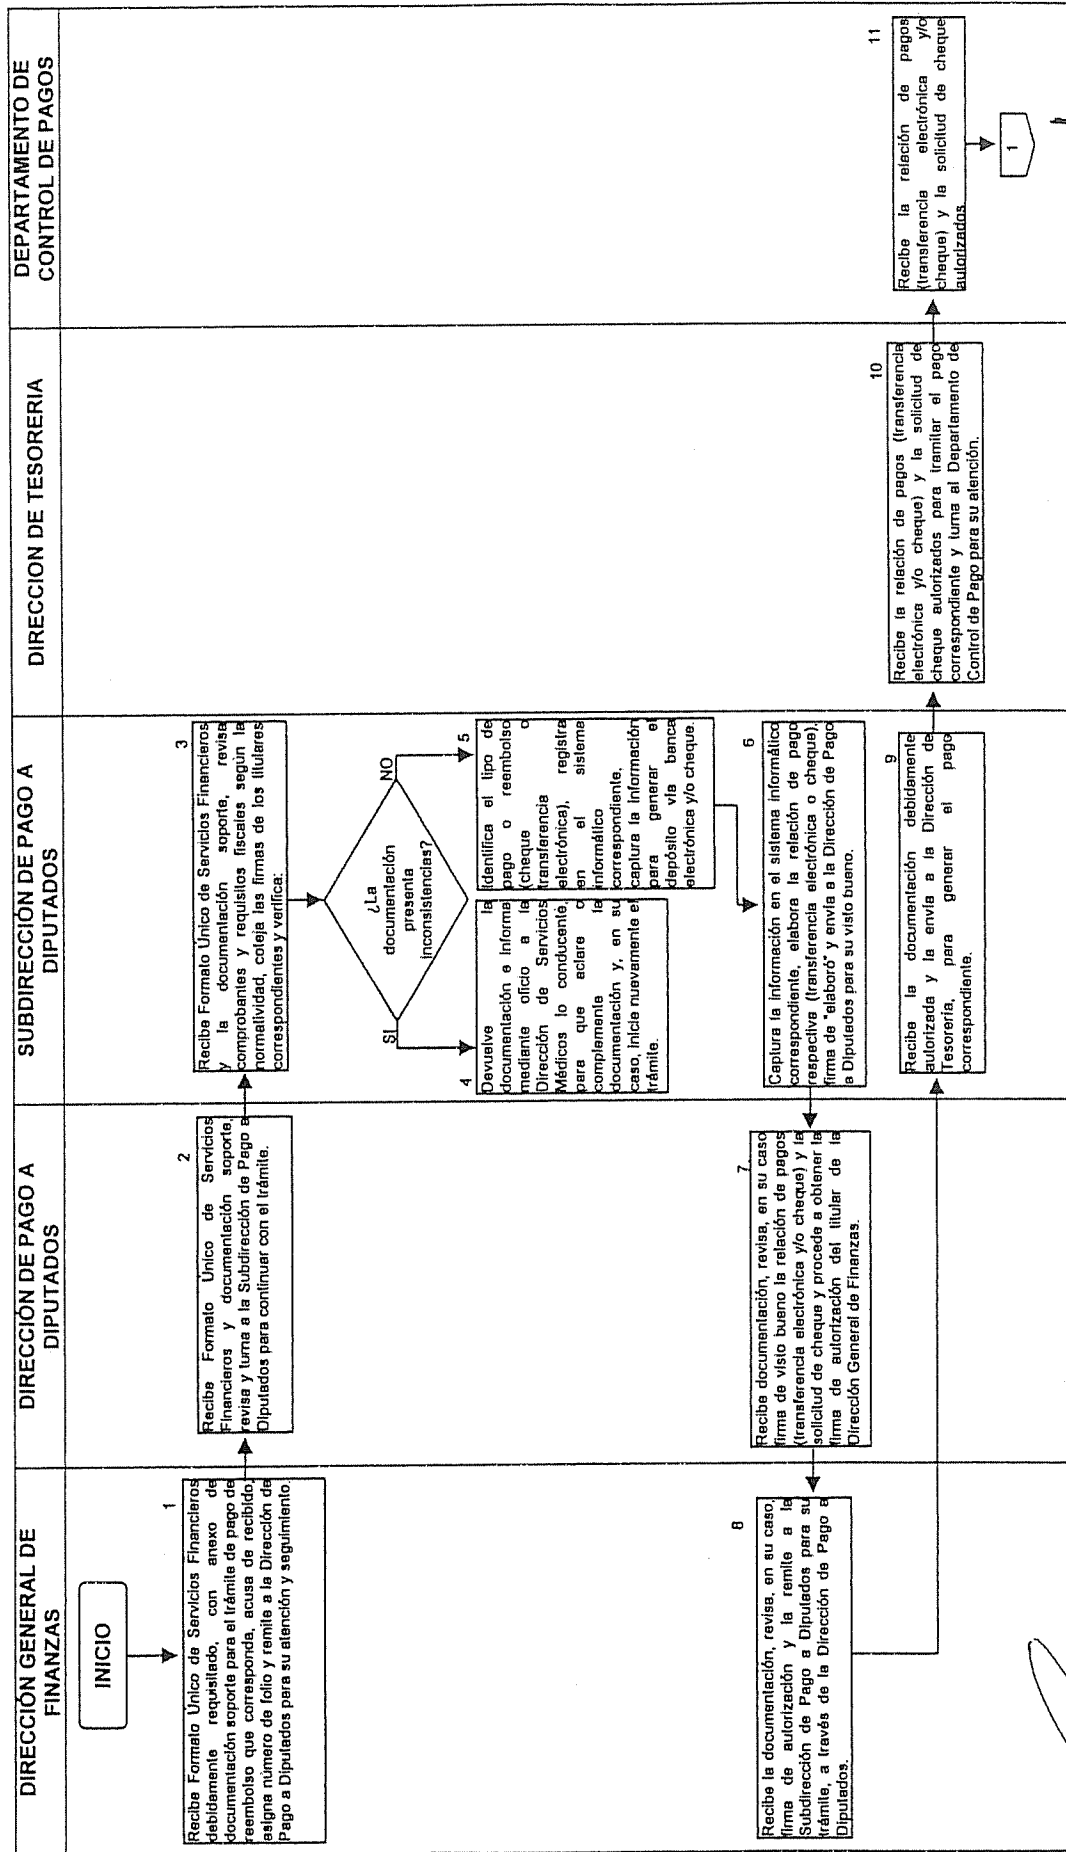 DIRECCIÓN GENERAL DE
FINANZAS
DIRECCIÓN DE PAGO A
DIPUTADOS
SUBDIRECCIÓN DE PAGO A
DIPUTADOS
DIRECCION DE TESORERIA
DEPARTAMENTO DE
CONTROL DE PAGOS
INICIO
1
Recibe Formato Único de Servicios Financieros
debidamente requisitado, con anexo de
documentación soporte para el trámite de pago de
reembolso que corresponda, acusa de recibido,
asigna número de folio y remite a la Dirección de
Pago a Diputados para su atención y seguimiento.
2
Recibe Formato Único de Servicios
Financieros y documentación soporte,
revisa y turna a la Subdirección de Pago a
Diputados para continuar con el trámite.
3
Recibe Formato Único de Servicios Financieros
y la documentación soporte, revisa
comprobantes y requisitos fiscales según la
normatividad, coteja las firmas de los titulares
correspondientes y verifica:
¿La
documentación
presenta
inconsistencias?
SI
NO
4
Devuelve la
documentación e informa
mediante oficio a la
Dirección de Servicios
Médicos lo conducente,
para que aclare o
complemente la
documentación y, en su
caso, inicie nuevamente el
trámite.
5
Identifica el tipo de
pago o reembolso
(cheque o
transferencia
electrónica), registra
en el sistema
informático
correspondiente,
captura la información
para generar el
depósito vía banca
electrónica y/o cheque.
6
Captura la información en el sistema informático
correspondiente, elabora la relación de pago
respectiva (transferencia electrónica o cheque),
firma de "elaboró" y envía a la Dirección de Pago
a Diputados para su visto bueno.
7
Recibe documentación, revisa, en su caso
firma de visto bueno la relación de pagos
(transferencia electrónica y/o cheque) y la
solicitud de cheque y procede a obtener la
firma de autorización del titular de la
Dirección General de Finanzas.
8
Recibe la documentación, revisa, en su caso,
firma de autorización y la remite a la
Subdirección de Pago a Diputados para su
trámite, a través de la Dirección de Pago a
Diputados.
9
Recibe la documentación debidamente
autorizada y la envía a la Dirección de
Tesorería, para generar el pago
correspondiente.
10
Recibe la relación de pagos (transferencia
electrónica y/o cheque) y la solicitud de
cheque autorizados para tramitar el pago
correspondiente y turna al Departamento de
Control de Pago para su atención.
11
Recibe la relación de pagos
(transferencia electrónica y/o
cheque) y la solicitud de cheque
autorizados
1